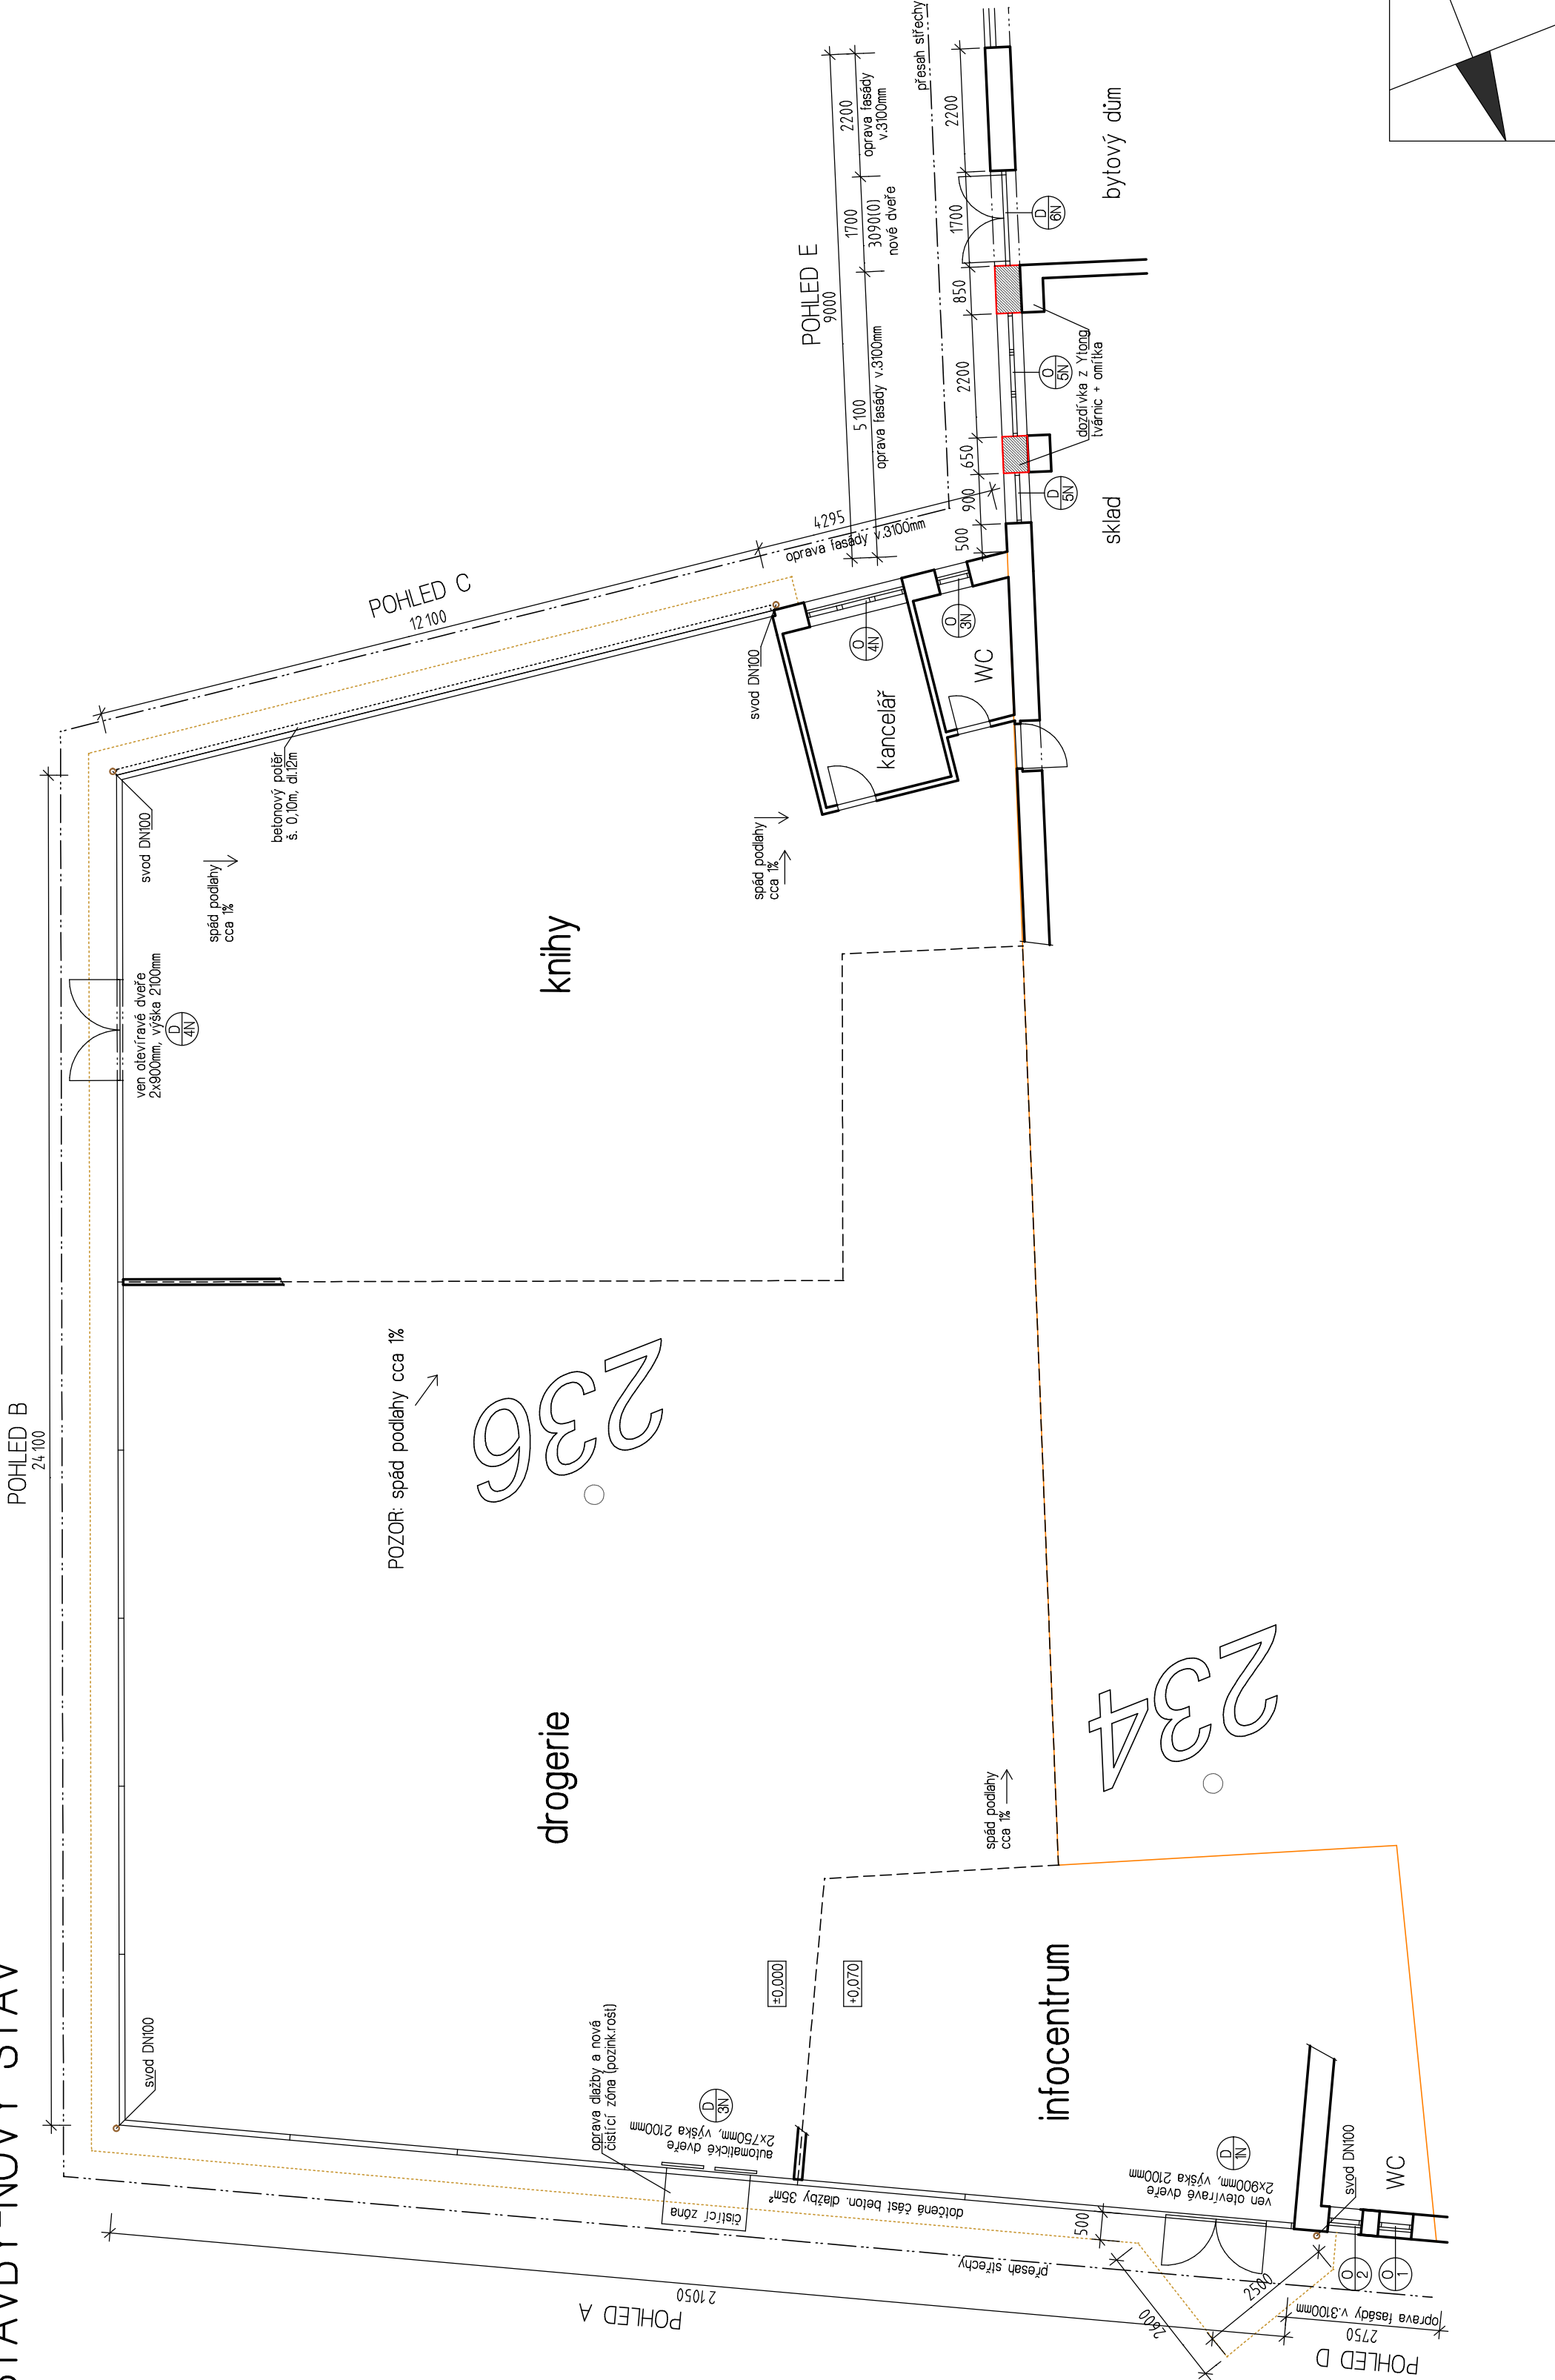 STAVBY-NOVÝ STAV
POHLED B
24 100
POHLED C
12 100
4295
oprava fasády v.3100mm
POHLED E
9000
5 100
1700
2200
oprava fasády v.3100mm
3090(0)
nové dveře
oprava fasády
v.3100mm
přesah střechy
500
900
650
2200
850
1700
2200
D
5N
O
5N
D
6N
dozdívka z Ytong
tvárnic + omítka
sklad
bytový dům
svod DN100
betonový potěr
š. 0,10m, dl.12m
spád podlahy
cca 1%
ven otevíravé dveře
2x900mm, výška 2100mm
D
4N
svod DN100
O
4N
O
3N
kancelář
WC
spád podlahy
cca 1%
knihy
POZOR: spád podlahy cca 1%
236
drogerie
234
spád podlahy
cca 1%
svod DN100
oprava dlažby a nová
čistící zóna (pozink.rošt)
automatické dveře
2x750mm, výška 2100mm
D
3N
čistící zóna
dotčená část beton. dlažby 35m²
±0,000
+0,070
infocentrum
ven otevíravé dveře
2x900mm, výška 2100mm
D
1N
500
přesah střechy
POHLED A
21050
2600
2500
svod DN100
WC
O
2
O
1
oprava fasády v.3100mm
2750
POHLED D